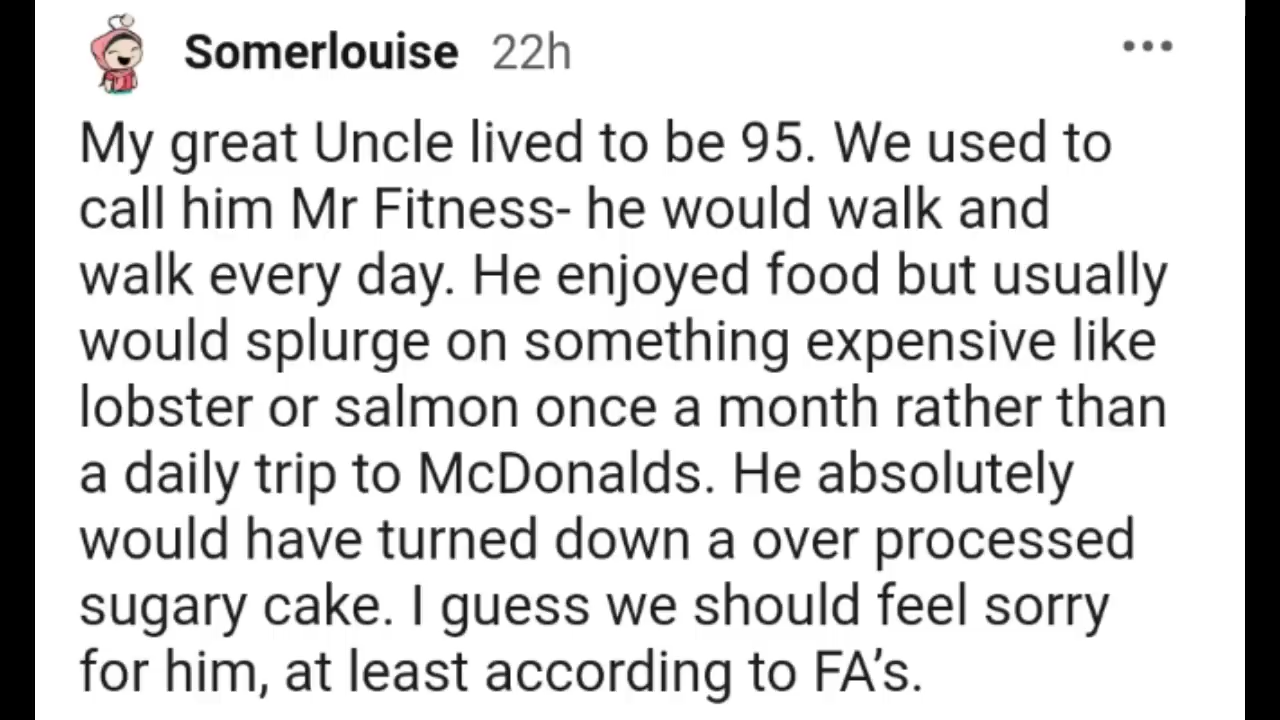 Somerlouise 22h
My great Uncle lived to be 95. We used to
call him Mr Fitness- he would walk and
walk every day. He enjoyed food but usually
would splurge on something expensive like
lobster or salmon once a month rather than
a daily trip to McDonalds. He absolutely
would have turned down a over processed
sugary cake. I guess we should feel sorry
for him, at least according to FA’s.